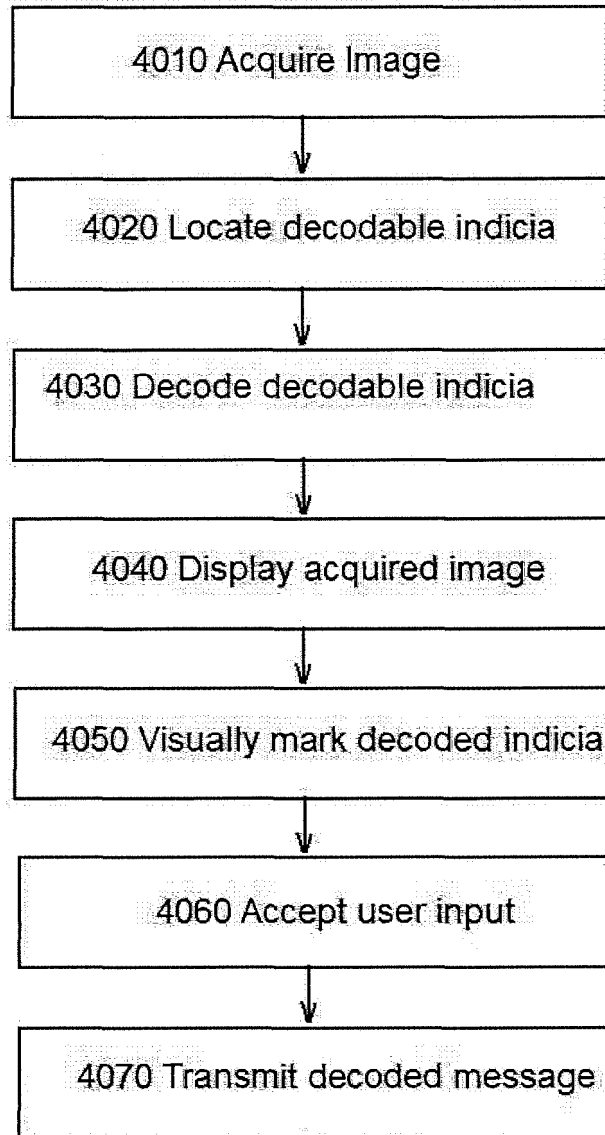 4010 Acquire Image
4020 Locate decodable indicia
4030 Decode decodable indicia
4040 Display acquired image
4050 Visually mark decoded indicia
4060 Accept user input
4070 Transmit decoded message